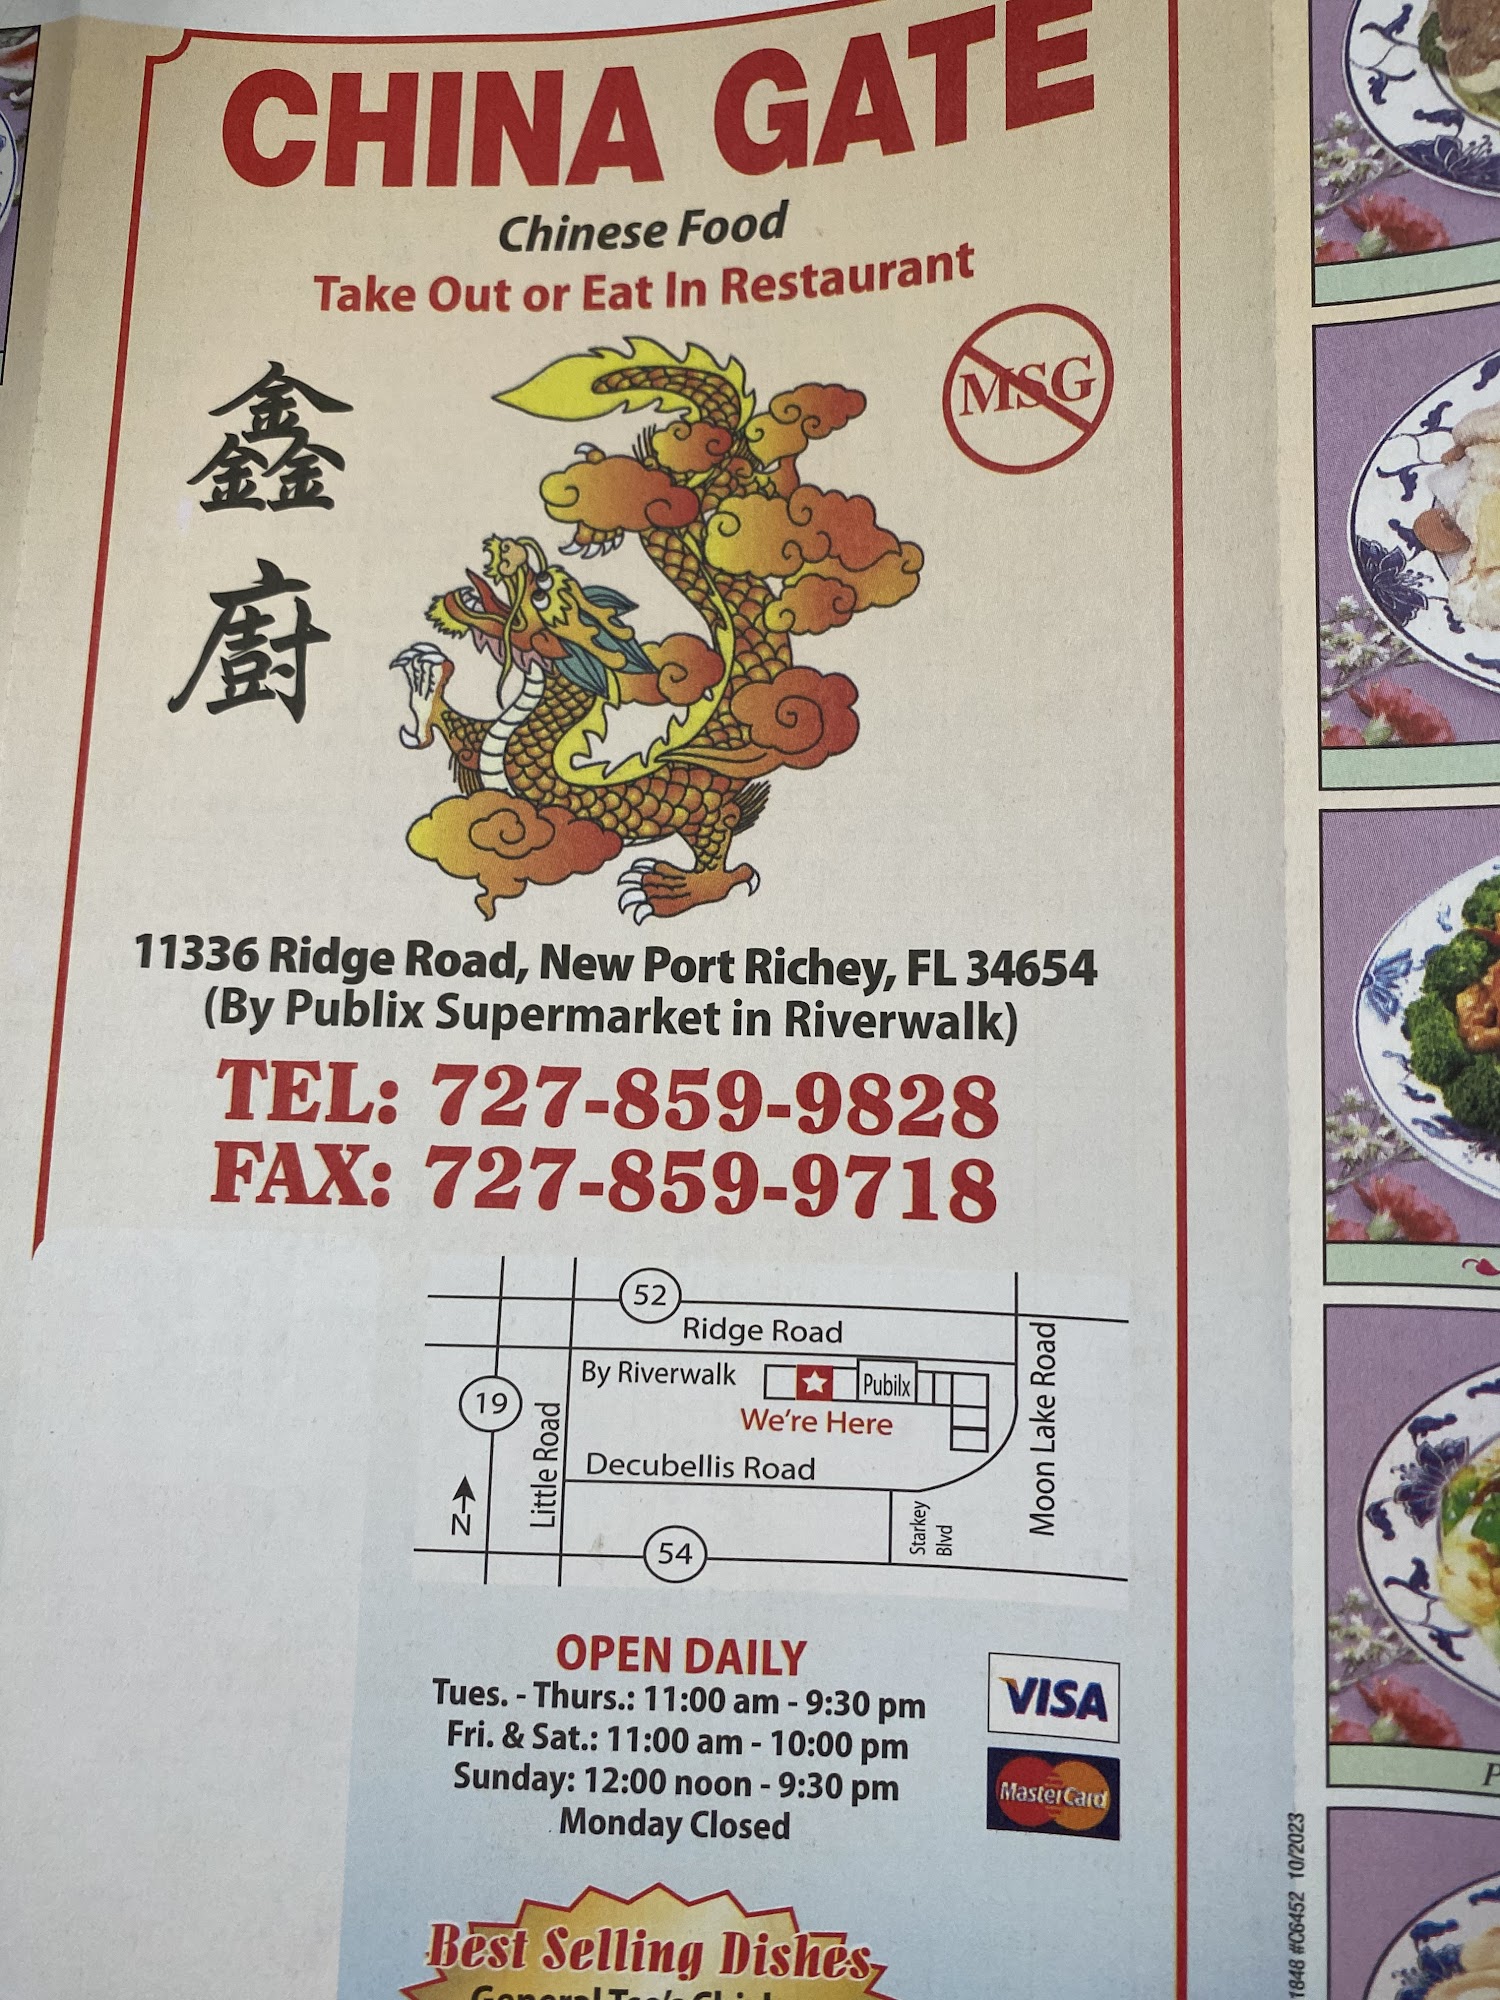 CHINA GATE
Chinese Food
Take Out or Eat In Restaurant
MSG
鑫
廚
11336 Ridge Road, New Port Richey, FL 34654
(By Publix Supermarket in Riverwalk)
TEL: 727-859-9828
FAX: 727-859-9718
52
Ridge Road
By Riverwalk
Pubilx
We're Here
19
Little Road
Moon Lake Road
Decubellis Road
Starkey
Blvd
N
54
OPEN DAILY
Tues. - Thurs.: 11:00 am - 9:30 pm
Fri. & Sat.: 11:00 am - 10:00 pm
Sunday: 12:00 noon - 9:30 pm
Monday Closed
VISA
MasterCard
Best Selling Dishes
General Tso's
1848 #C6452 10/2023
P